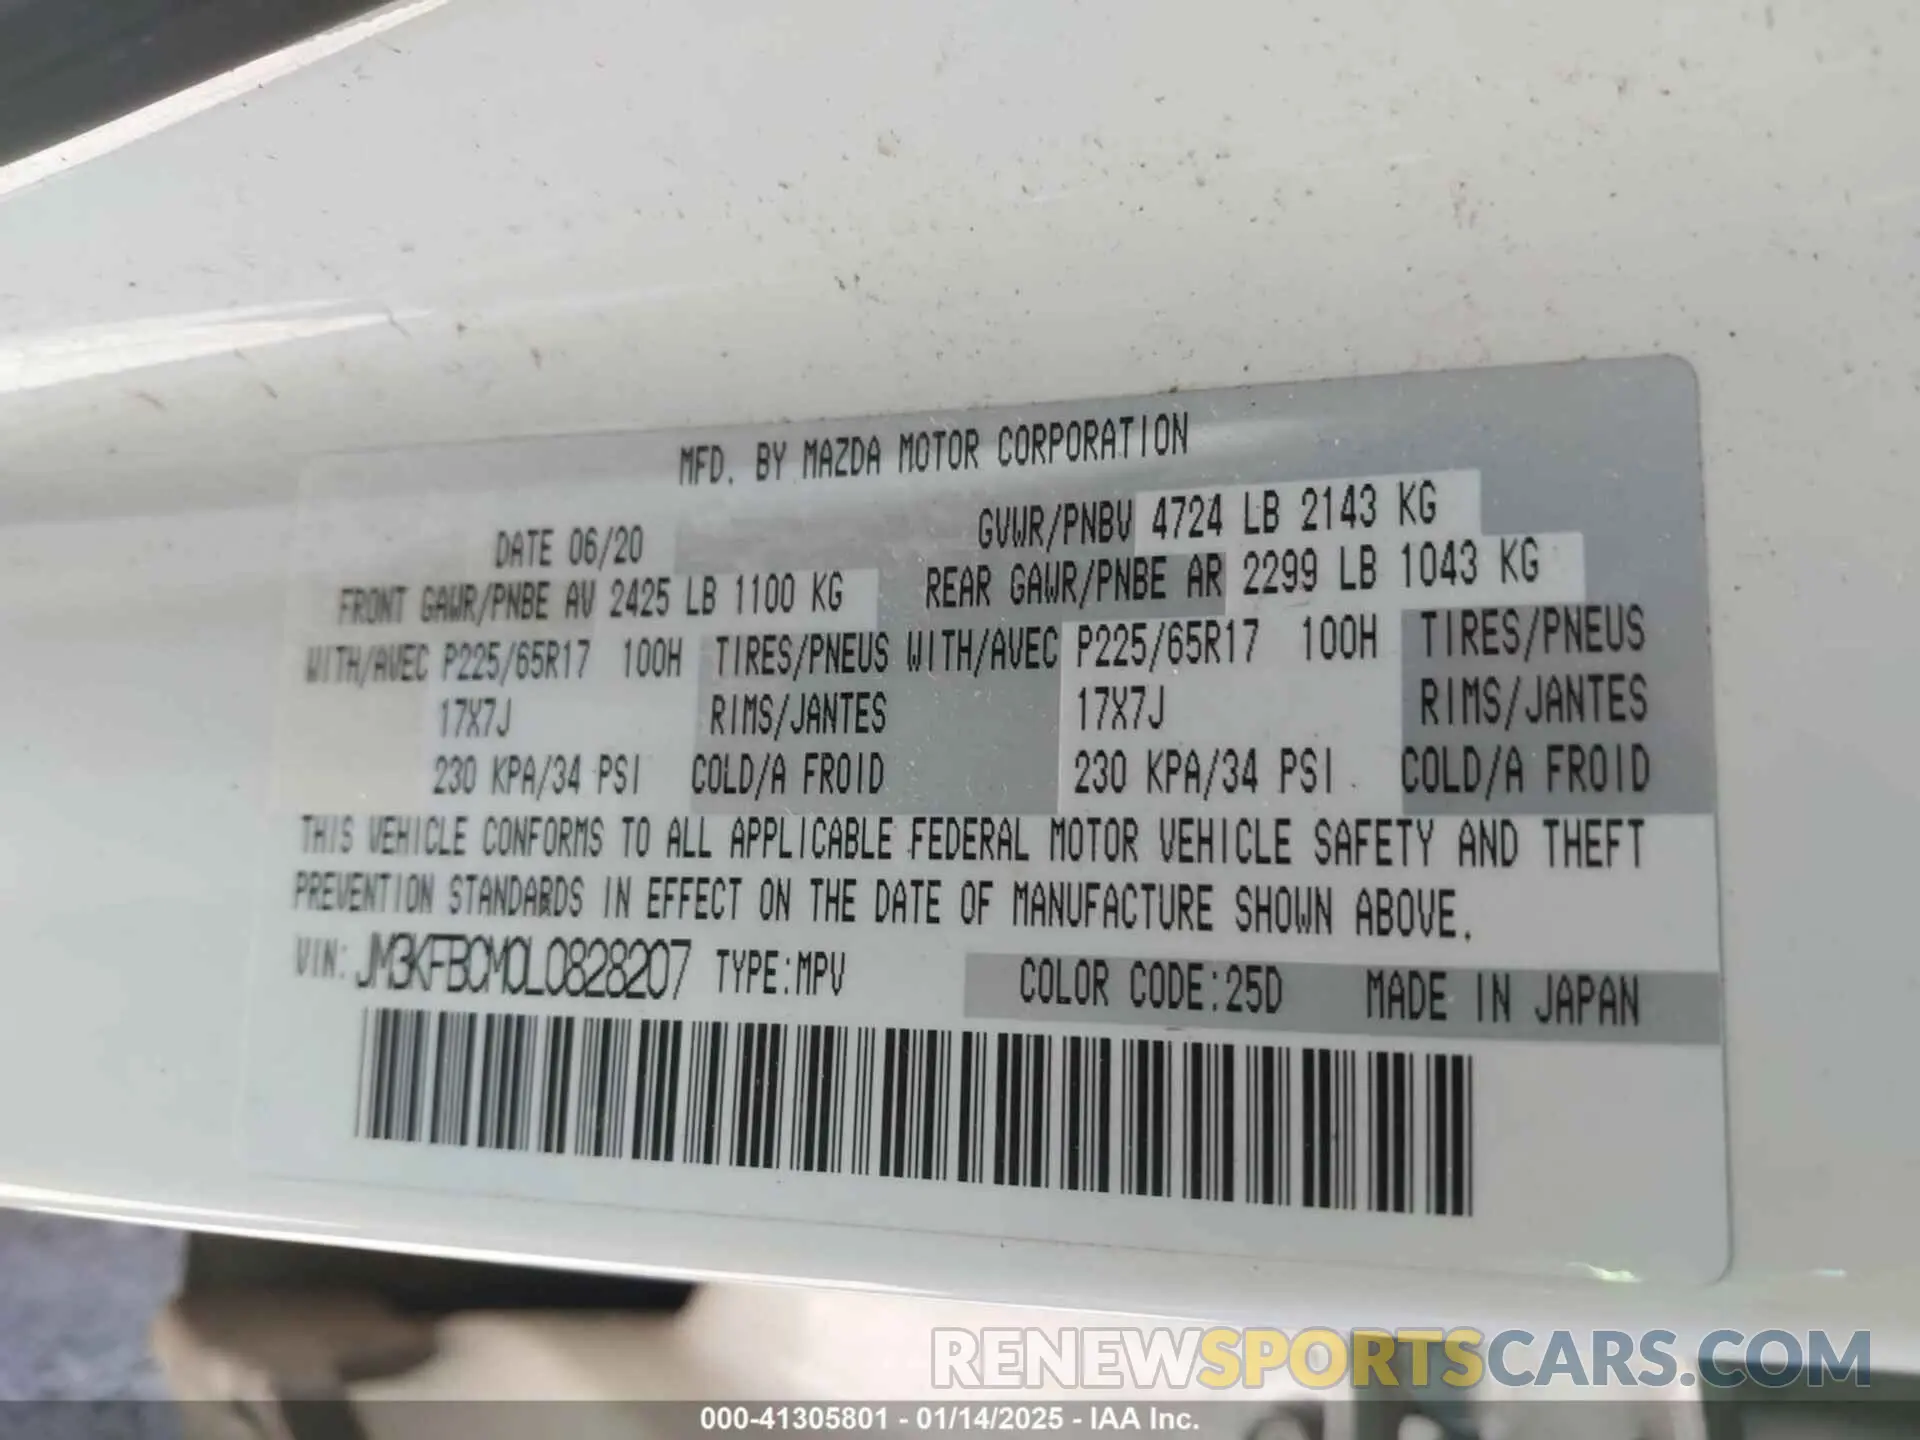 MFD. BY MAZDA MOTOR CORPORATION
DATE 06/20 GVWR/PNBV 4724 LB 2143 KG
FRONT GAWR/PNBE AV 2425 LB 1100 KG REAR GAWR/PNBE AR 2299 LB 1043 KG
WITH/AVEC P225/65R17 100H TIRES/PNEUS WITH/AVEC P225/65R17 100H TIRES/PNEUS
17X7J RIMS/JANTES 17X7J RIMS/JANTES
230 KPA/34 PSI COLD/A FROID 230 KPA/34 PSI COLD/A FROID
THIS VEHICLE CONFORMS TO ALL APPLICABLE FEDERAL MOTOR VEHICLE SAFETY AND THEFT
PREVENTION STANDARDS IN EFFECT ON THE DATE OF MANUFACTURE SHOWN ABOVE.
VIN: JM3KFBCM0L0828207 TYPE:MPV COLOR CODE:25D MADE IN JAPAN
RENEWSPORTSCARS.COM
000-41305801 - 01/14/2025 - IAA Inc.